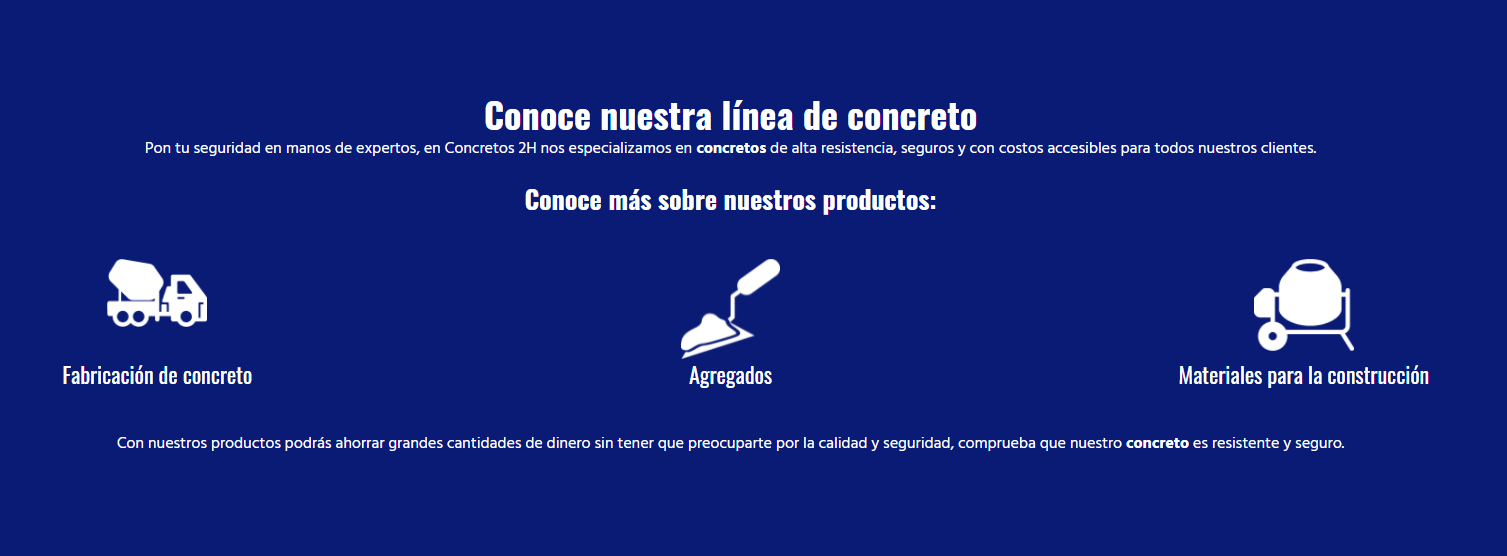 Conoce nuestra línea de concreto
Pon tu seguridad en manos de expertos, en Concretos 2H nos especializamos en concretos de alta resistencia, seguros y con costos accesibles para todos nuestros clientes.
Conoce más sobre nuestros productos:
Fabricación de concreto
Agregados
Materiales para la construcción
Con nuestros productos podrás ahorrar grandes cantidades de dinero sin tener que preocuparte por la calidad y seguridad, comprueba que nuestro concreto es resistente y seguro.